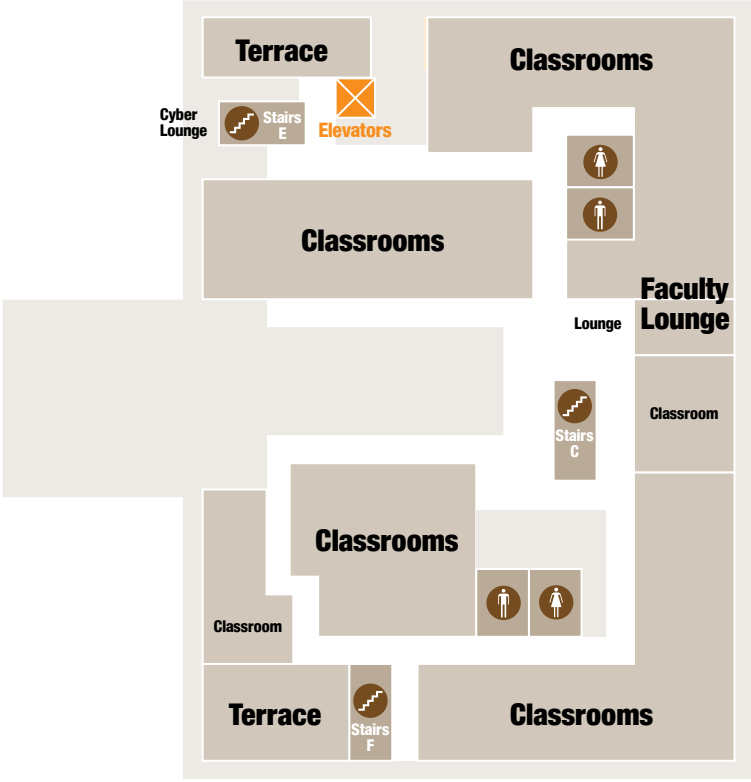 Terrace
Classrooms
Cyber
Lounge
Stairs
E
Elevators
Classrooms
Faculty
Lounge
Lounge
Classroom
Stairs
C
Classrooms
Classroom
Terrace
Stairs
F
Classrooms